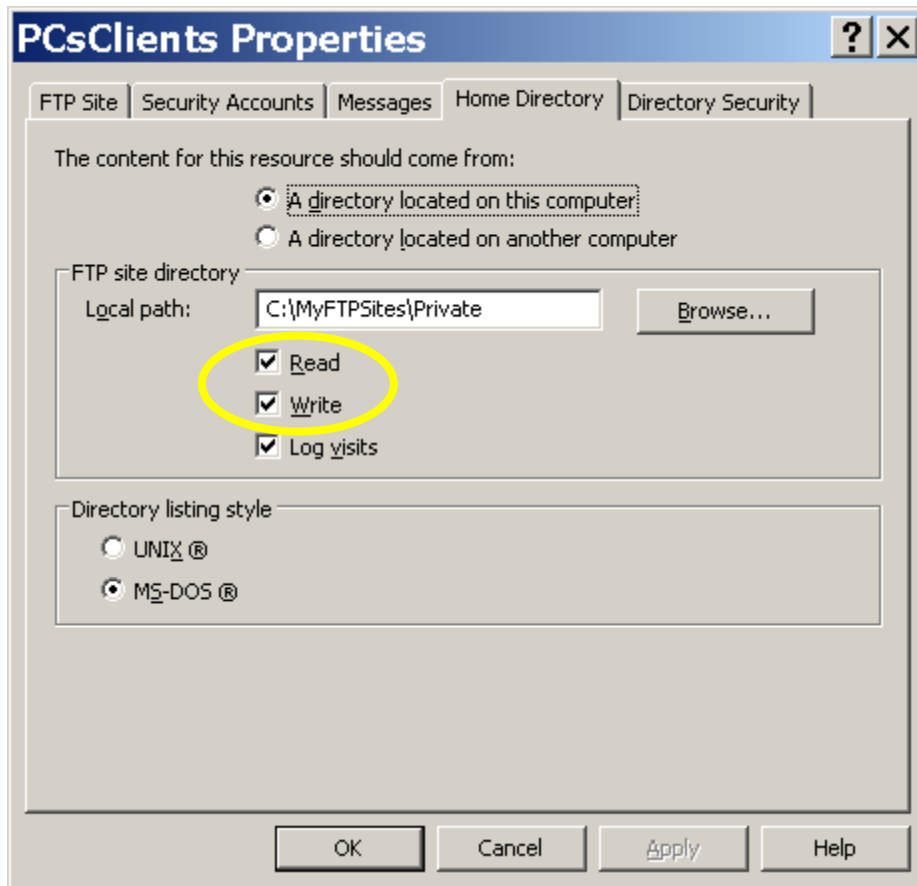 PCsClients Properties
FTP Site Security Accounts Messages Home Directory Directory Security
The content for this resource should come from:
A directory located on this computer
A directory located on another computer
FTP site directory
Local path: C:\MyFTPSites\Private Browse...
Read
Write
Log visits
Directory listing style
UNIX ®
MS-DOS ®
OK Cancel Apply Help